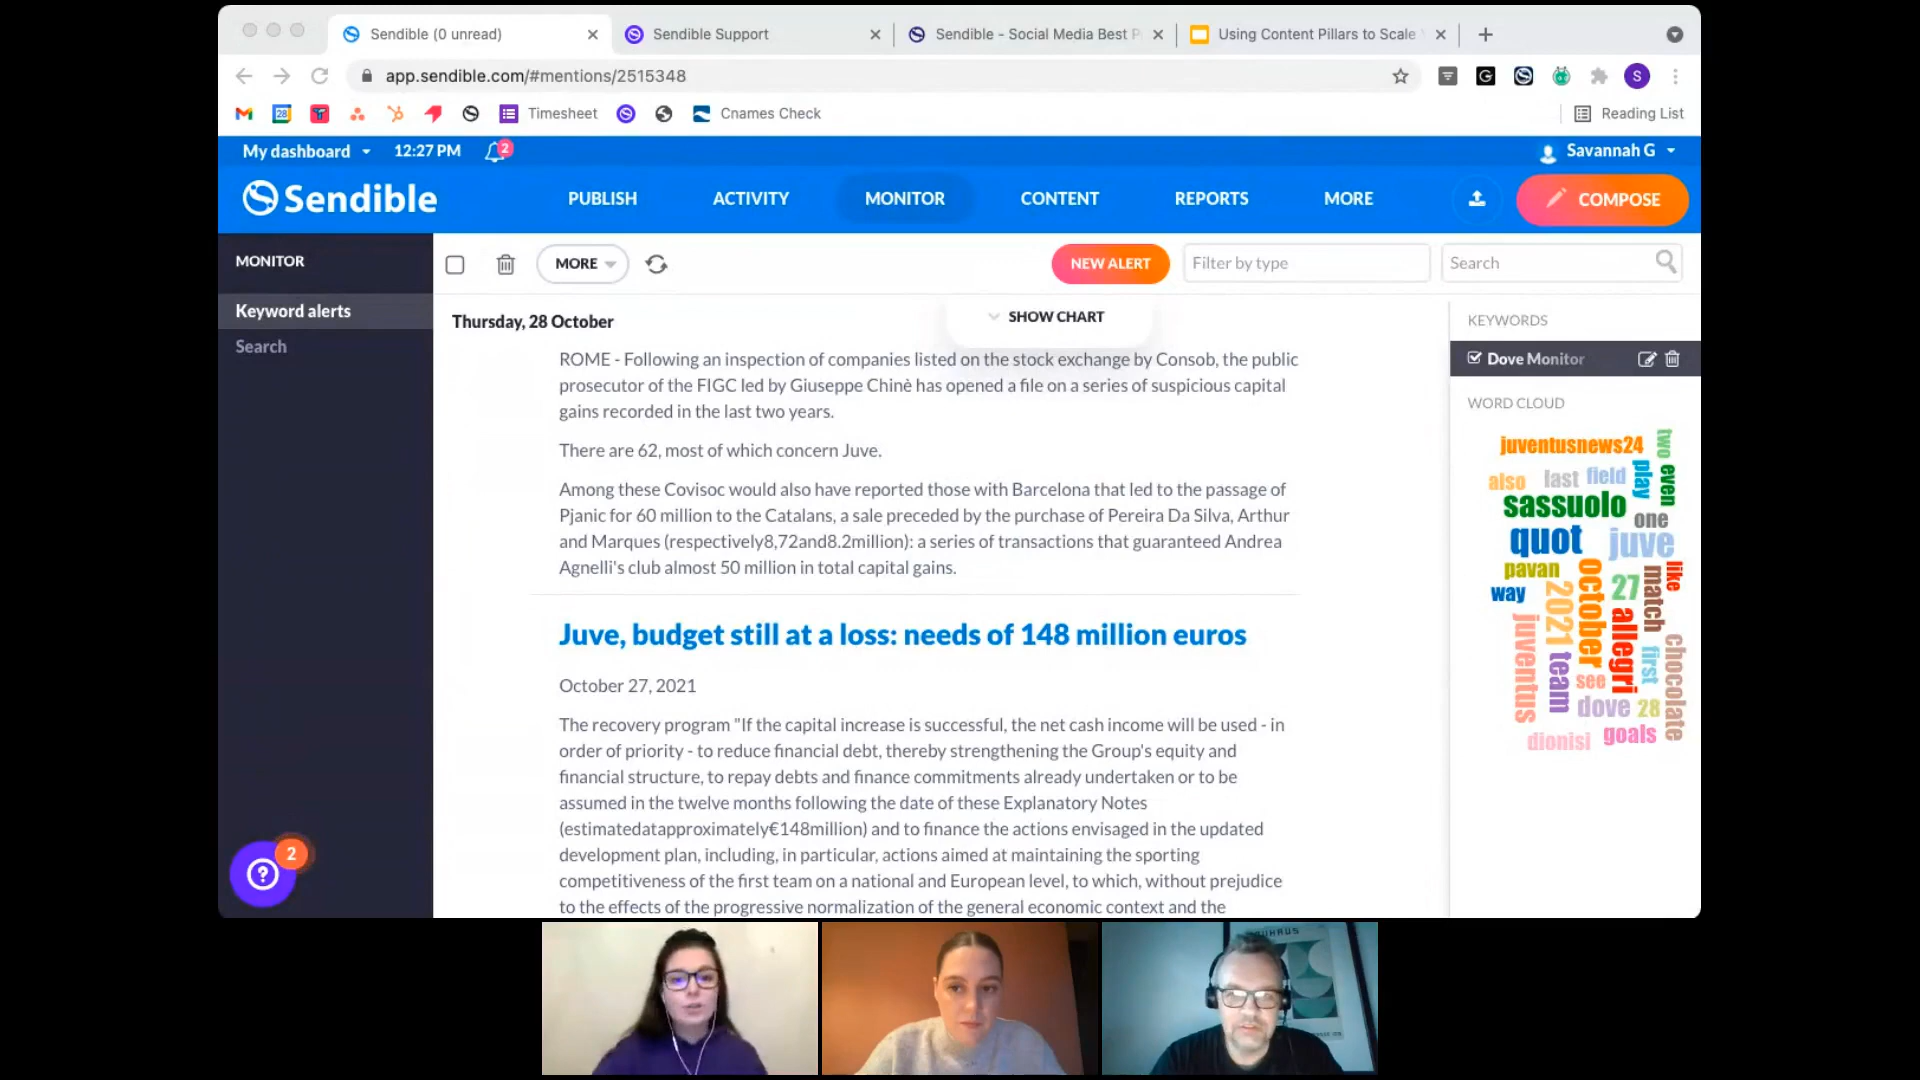 Sendible (0 unread)
Sendible Support
Sendible - Social Media Best P
Using Content Pillars to Scale
app.sendible.com/#mentions/2515348
S
28
Timesheet
Cnames Check
Reading List
My dashboard
12:27 PM
2
Savannah G
Sendible
PUBLISH
ACTIVITY
MONITOR
CONTENT
REPORTS
MORE
COMPOSE
MONITOR
Keyword alerts
Search
MORE
NEW ALERT
Filter by type
Search
Thursday, 28 October
SHOW CHART
ROME - Following an inspection of companies listed on the stock exchange by Consob, the public
prosecutor of the FIGC led by Giuseppe Chinè has opened a file on a series of suspicious capital
gains recorded in the last two years.
There are 62, most of which concern Juve.
Among these Covisoc would also have reported those with Barcelona that led to the passage of
Pjanic for 60 million to the Catalans, a sale preceded by the purchase of Pereira Da Silva, Arthur
and Marques (respectively8,72and8.2million): a series of transactions that guaranteed Andrea
Agnelli's club almost 50 million in total capital gains.
Juve, budget still at a loss: needs of 148 million euros
October 27, 2021
The recovery program "If the capital increase is successful, the net cash income will be used - in
order of priority - to reduce financial debt, thereby strengthening the Group's equity and
financial structure, to repay debts and finance commitments already undertaken or to be
assumed in the twelve months following the date of these Explanatory Notes
(estimatedatapproximately€148million) and to finance the actions envisaged in the updated
development plan, including, in particular, actions aimed at maintaining the sporting
competitiveness of the first team on a national and European level, to which, without prejudice
to the effects of the progressive normalization of the general economic context and the
KEYWORDS
Dove Monitor
WORD CLOUD
juventusnews24
two
also
last
field
play
even
sassuolo
one
quot
juve
pavan
october
27
match
like
way
2021
juventus
team
allegri
first
chocolate
see
dove
28
dionisi
goals
2